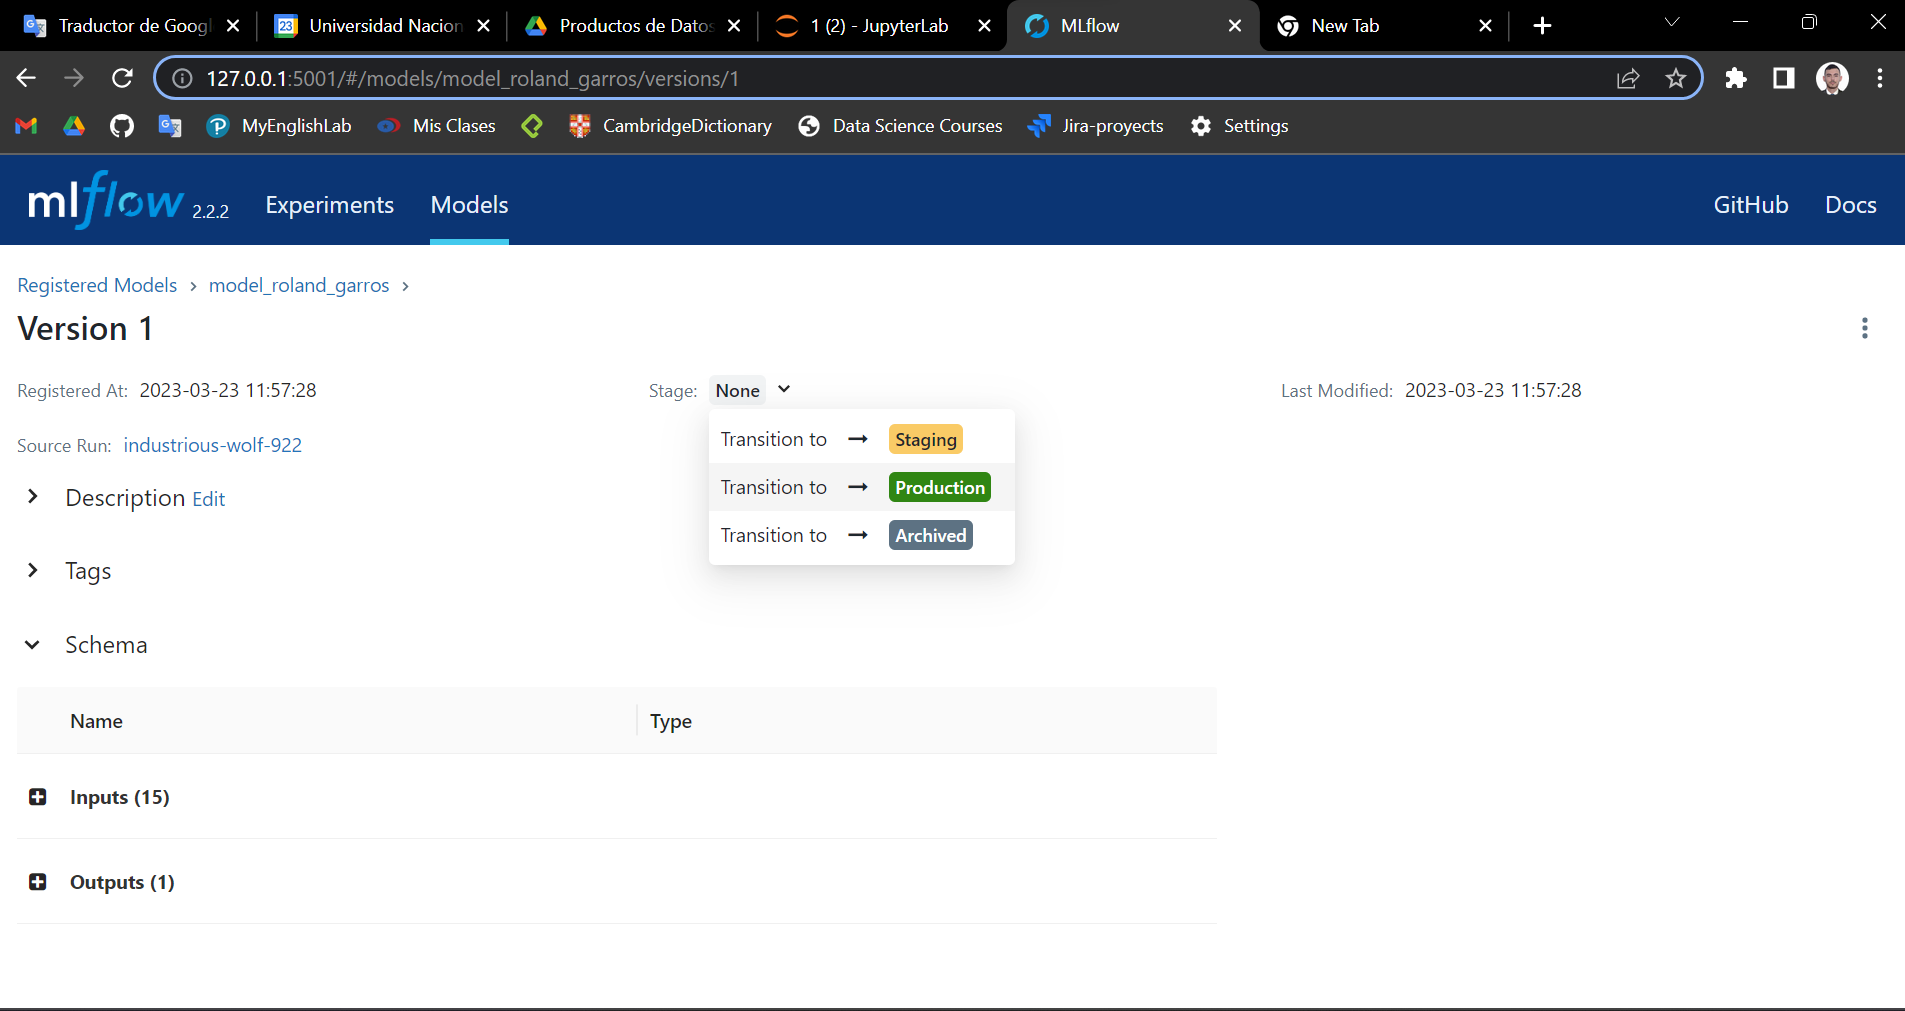 Traductor de Googl
Universidad Nacion
Productos de Datos
1 (2) - JupyterLab
MLflow
New Tab
127.0.0.1:5001/#/models/model_roland_garros/versions/1
MyEnglishLab
Mis Clases
CambridgeDictionary
Data Science Courses
Jira-proyects
Settings
mlflow 2.2.2
Experiments
Models
GitHub
Docs
Registered Models > model_roland_garros >
Version 1
Registered At: 2023-03-23 11:57:28
Stage: None
Last Modified: 2023-03-23 11:57:28
Transition to → Staging
Transition to → Production
Transition to → Archived
Source Run: industrious-wolf-922
Description Edit
Tags
Schema
Name
Type
Inputs (15)
Outputs (1)